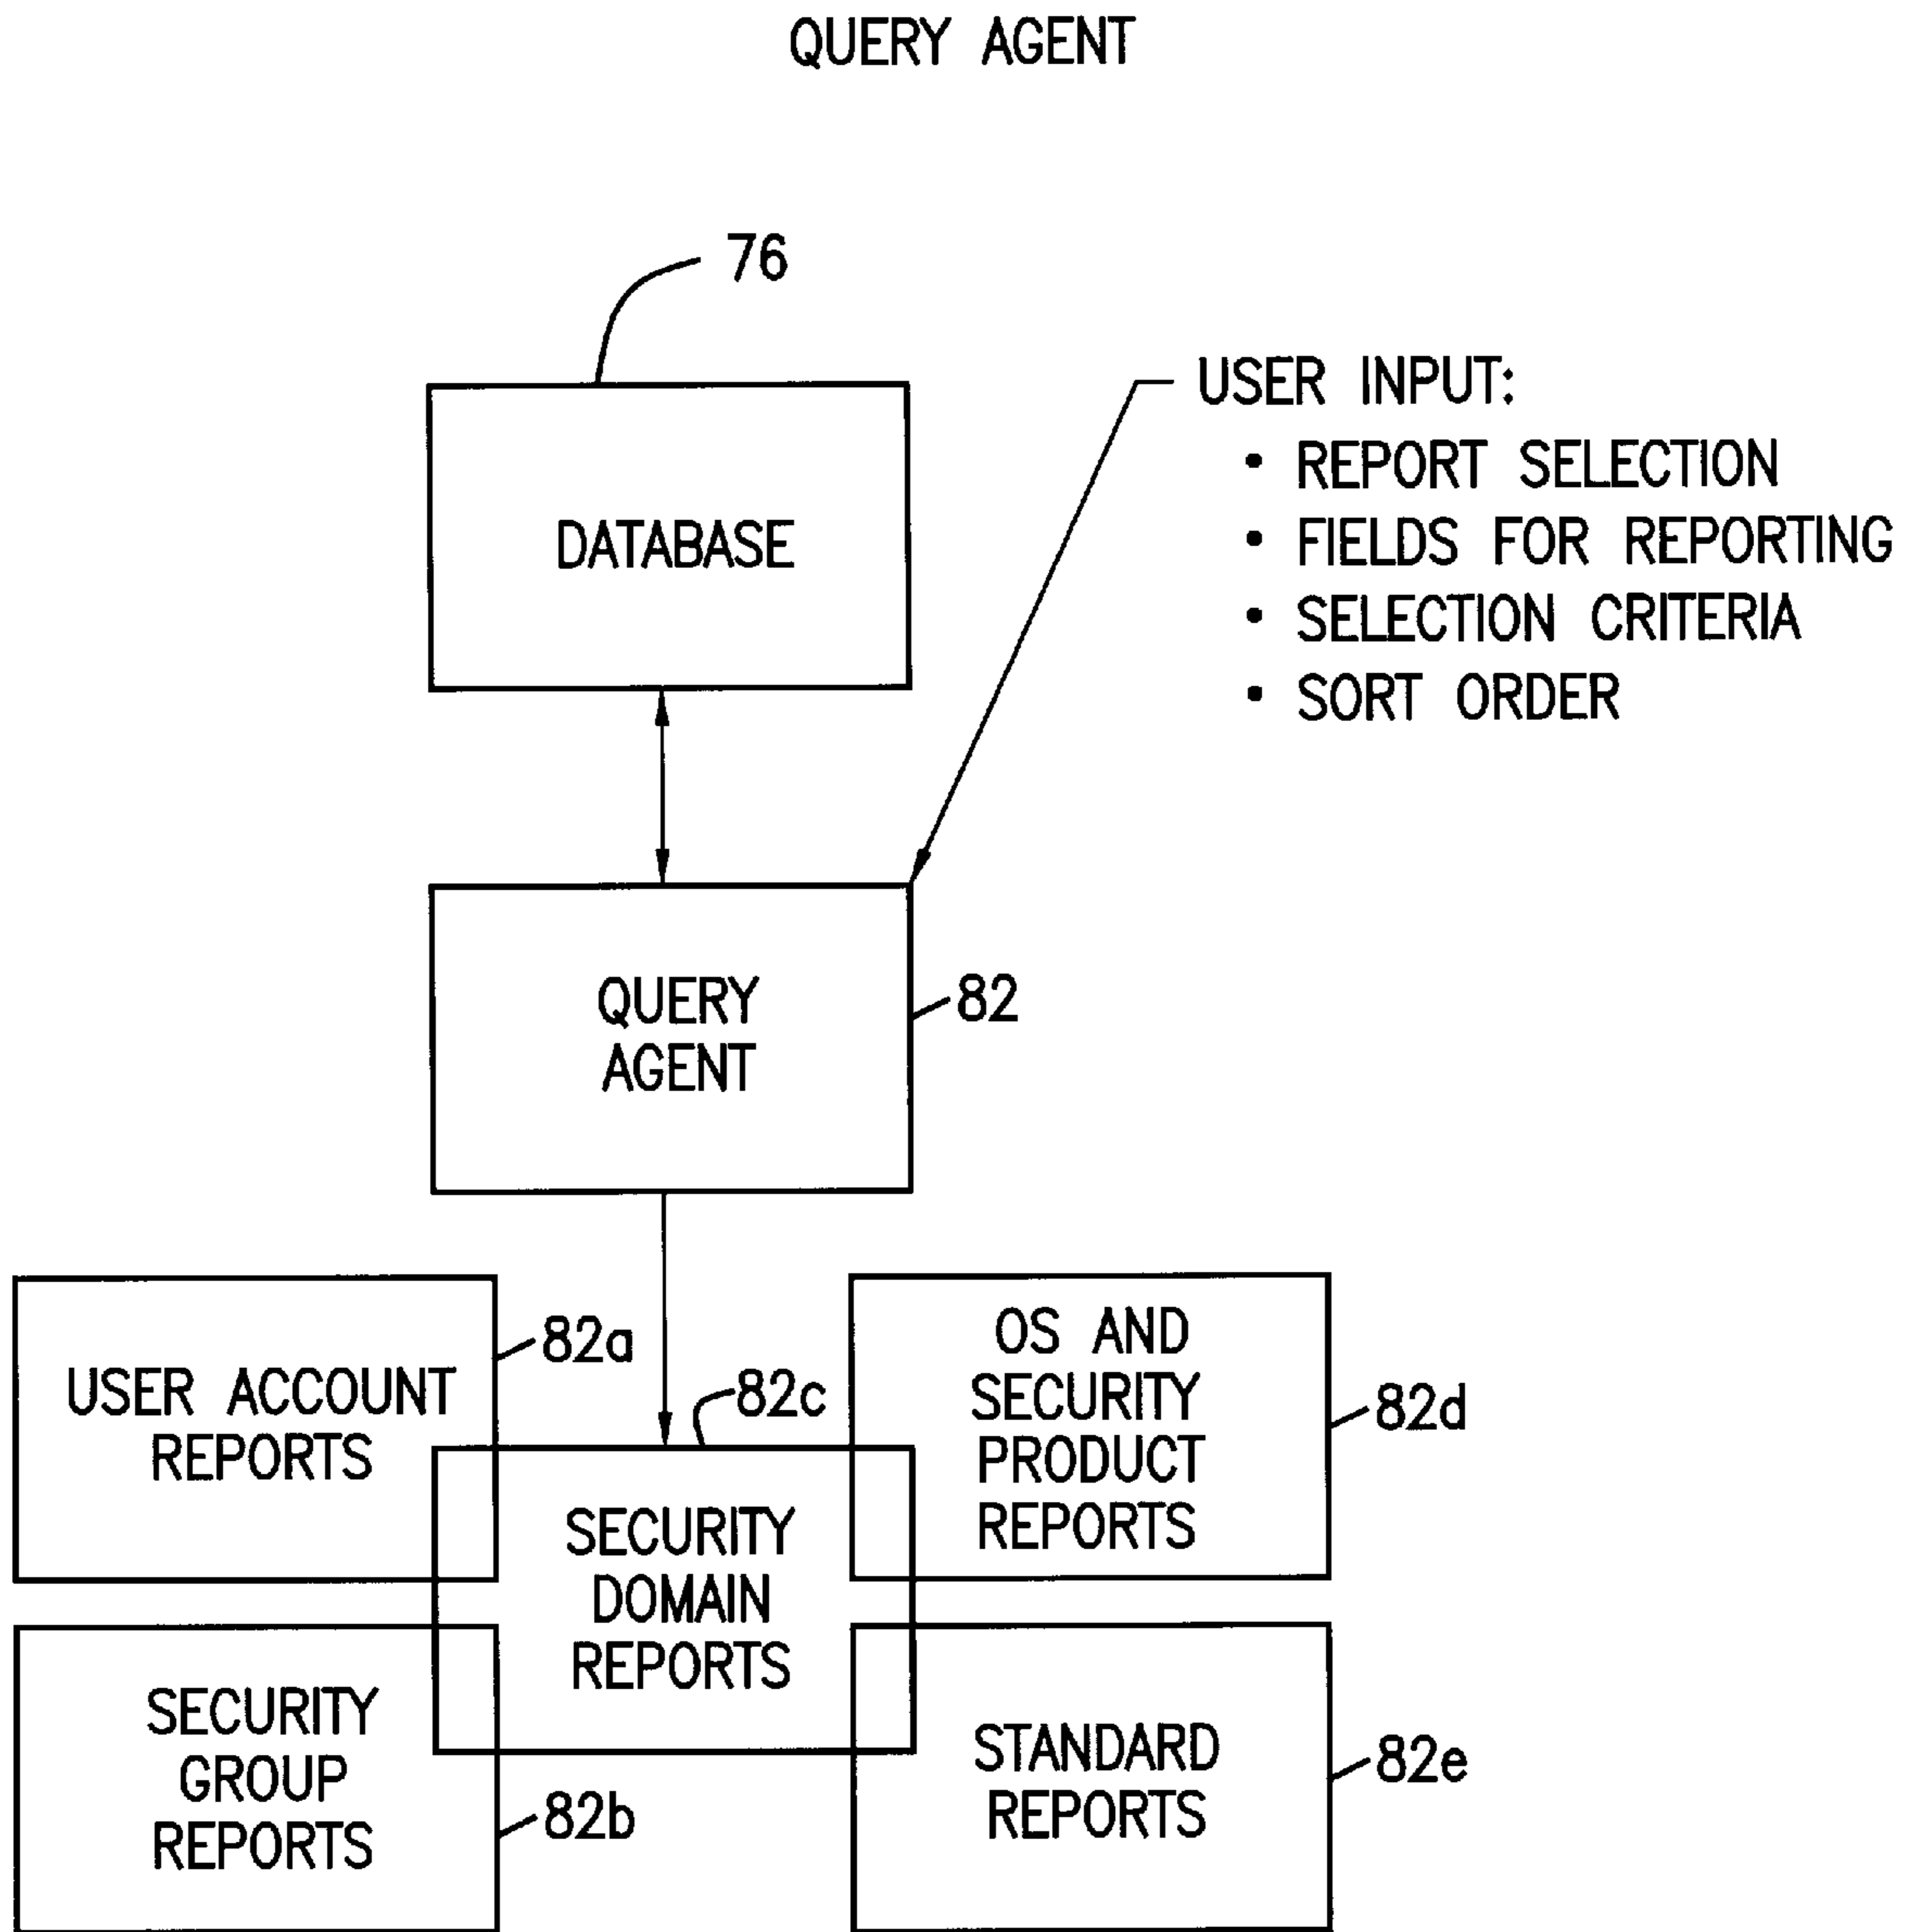 QUERY AGENT
76
DATABASE
USER INPUT:
• REPORT SELECTION
• FIELDS FOR REPORTING
• SELECTION CRITERIA
• SORT ORDER
QUERY
AGENT
82
USER ACCOUNT
REPORTS
82a
82c
OS AND
SECURITY
PRODUCT
REPORTS
82d
SECURITY
DOMAIN
REPORTS
SECURITY
GROUP
REPORTS
82b
STANDARD
REPORTS
82e